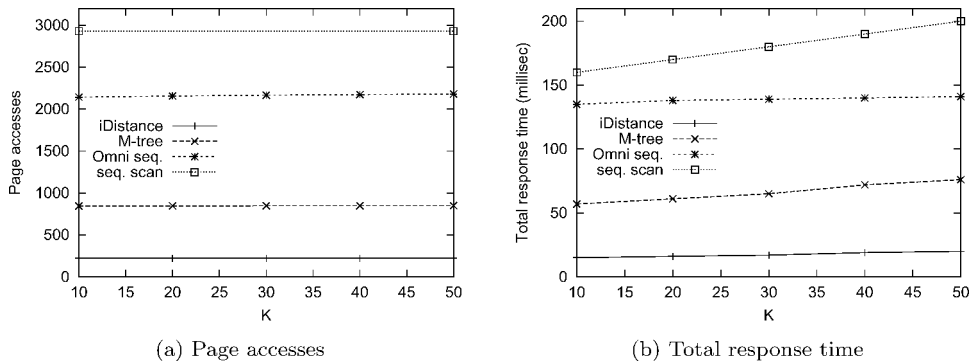 3000
2500
2000
1500
1000
500
0
Page accesses
iDistance
M-tree
Omni seq.
seq. scan
10 15 20 25 30 35 40 45 50
K
(a) Page accesses
200
150
100
50
0
Total response time (millisec)
iDistance
M-tree
Omni seq.
seq. scan
10 15 20 25 30 35 40 45 50
K
(b) Total response time